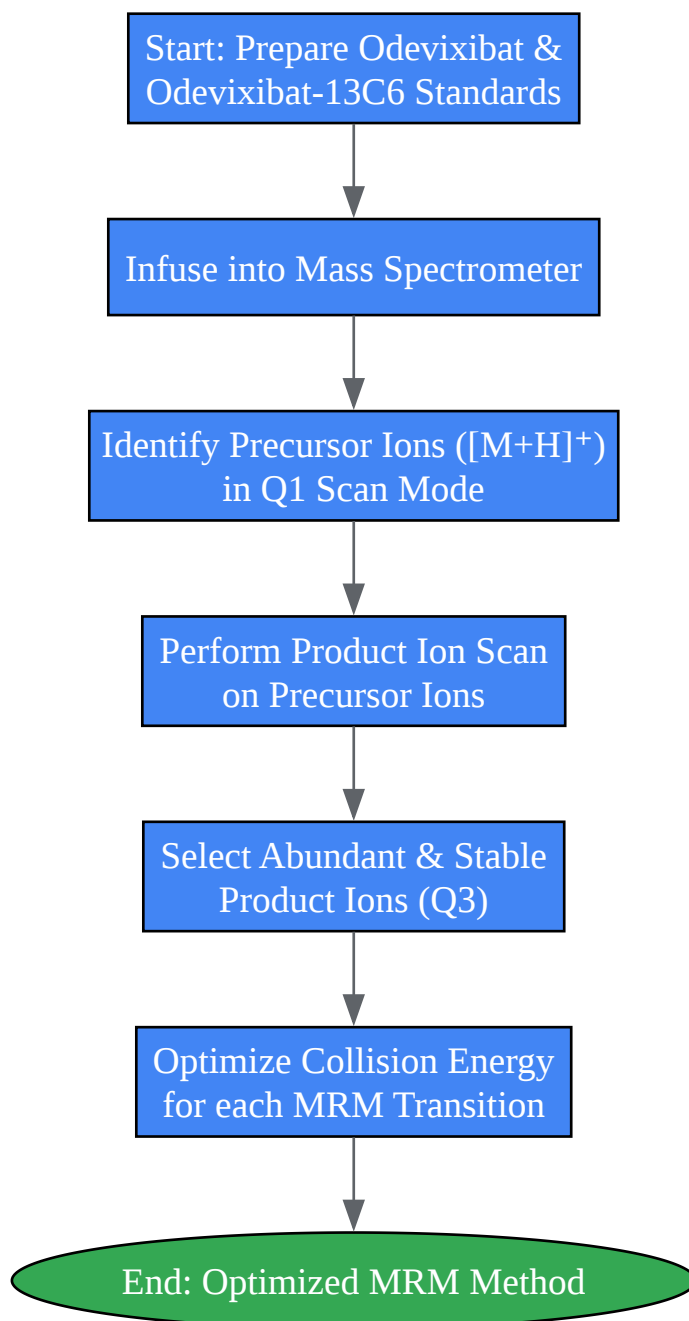 Start: Prepare Odevixibat &
Odevixibat-13C6 Standards
Infuse into Mass Spectrometer
Identify Precursor Ions ([M+H]⁺)
in Q1 Scan Mode
Perform Product Ion Scan
on Precursor Ions
Select Abundant & Stable
Product Ions (Q3)
Optimize Collision Energy
for each MRM Transition
End: Optimized MRM Method